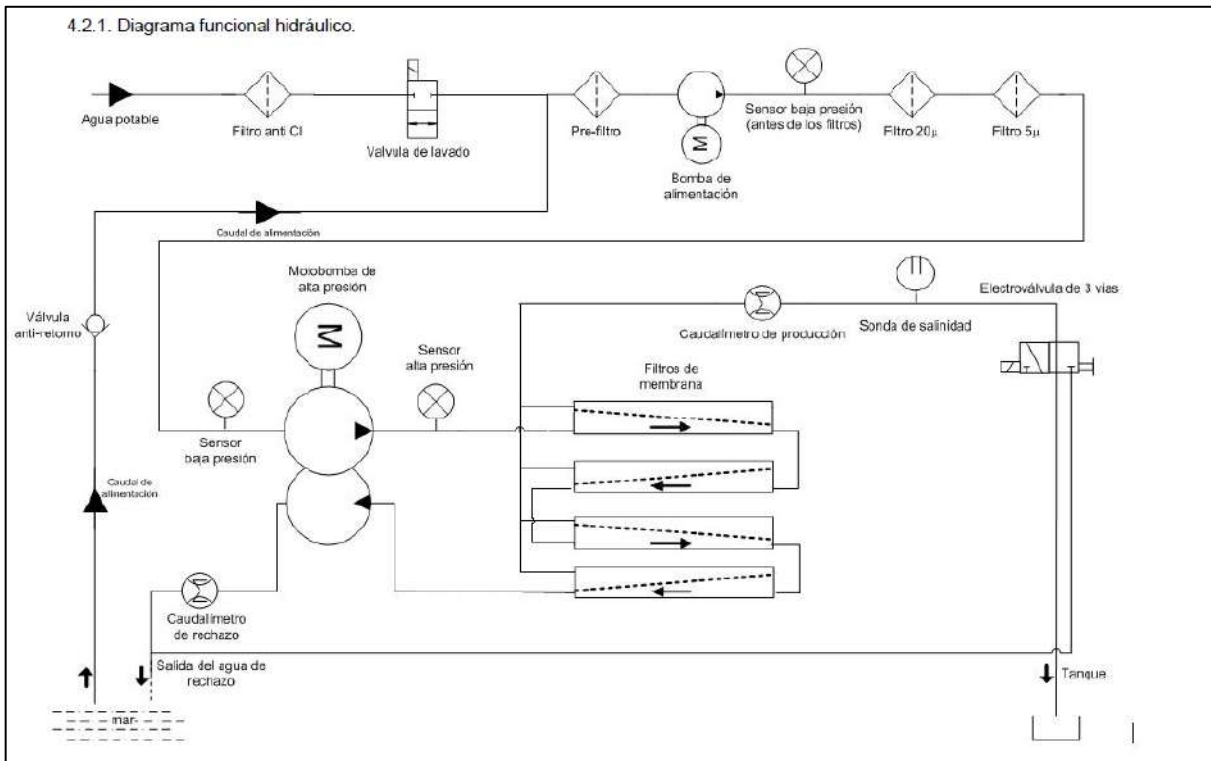 4.2.1. Diagrama funcional hidráulico.
Agua potable
Filtro anti Cl
Valvula de lavado
Pre-filtro
M
Bomba de
alimentación
Sensor baja presión
(antes de los filtros)
Filtro 20µ
Filtro 5µ
Caudal de alimentación
Motobomba de
alta presión
M
Válvula
anti-retorno
Sensor
baja presión
Sensor
alta presión
Caudalímetro de producción
Sonda de salinidad
Electroválvula de 3 vias
Filtros de
membrana
Caudal de
alimentación
Caudalímetro
de rechazo
Salida del agua de
rechazo
Tanque
mar